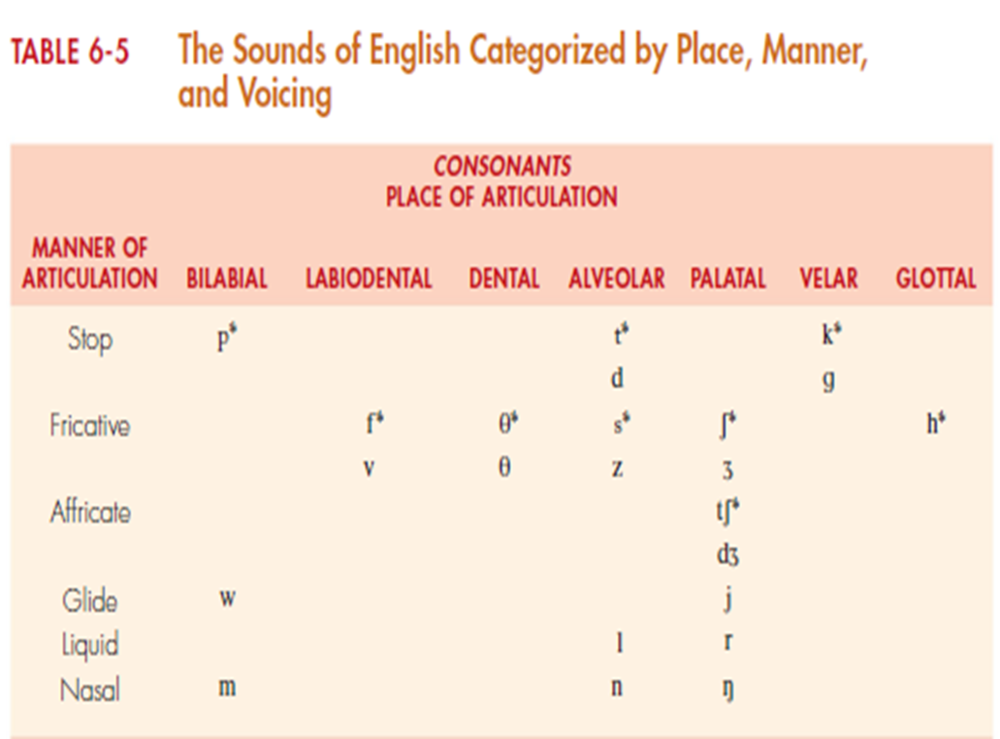 TABLE 6-5 The Sounds of English Categorized by Place, Manner,
and Voicing
CONSONANTS
PLACE OF ARTICULATION
MANNER OF
ARTICULATION BILABIAL LABIODENTAL DENTAL ALVEOLAR PALATAL VELAR GLOTTAL
Stop p* t* k*
d g
Fricative f* θ* s* ʃ* h*
v θ z ʒ
Affricate tʃ*
dʒ
Glide w j
Liquid l r
Nasal m n ŋ